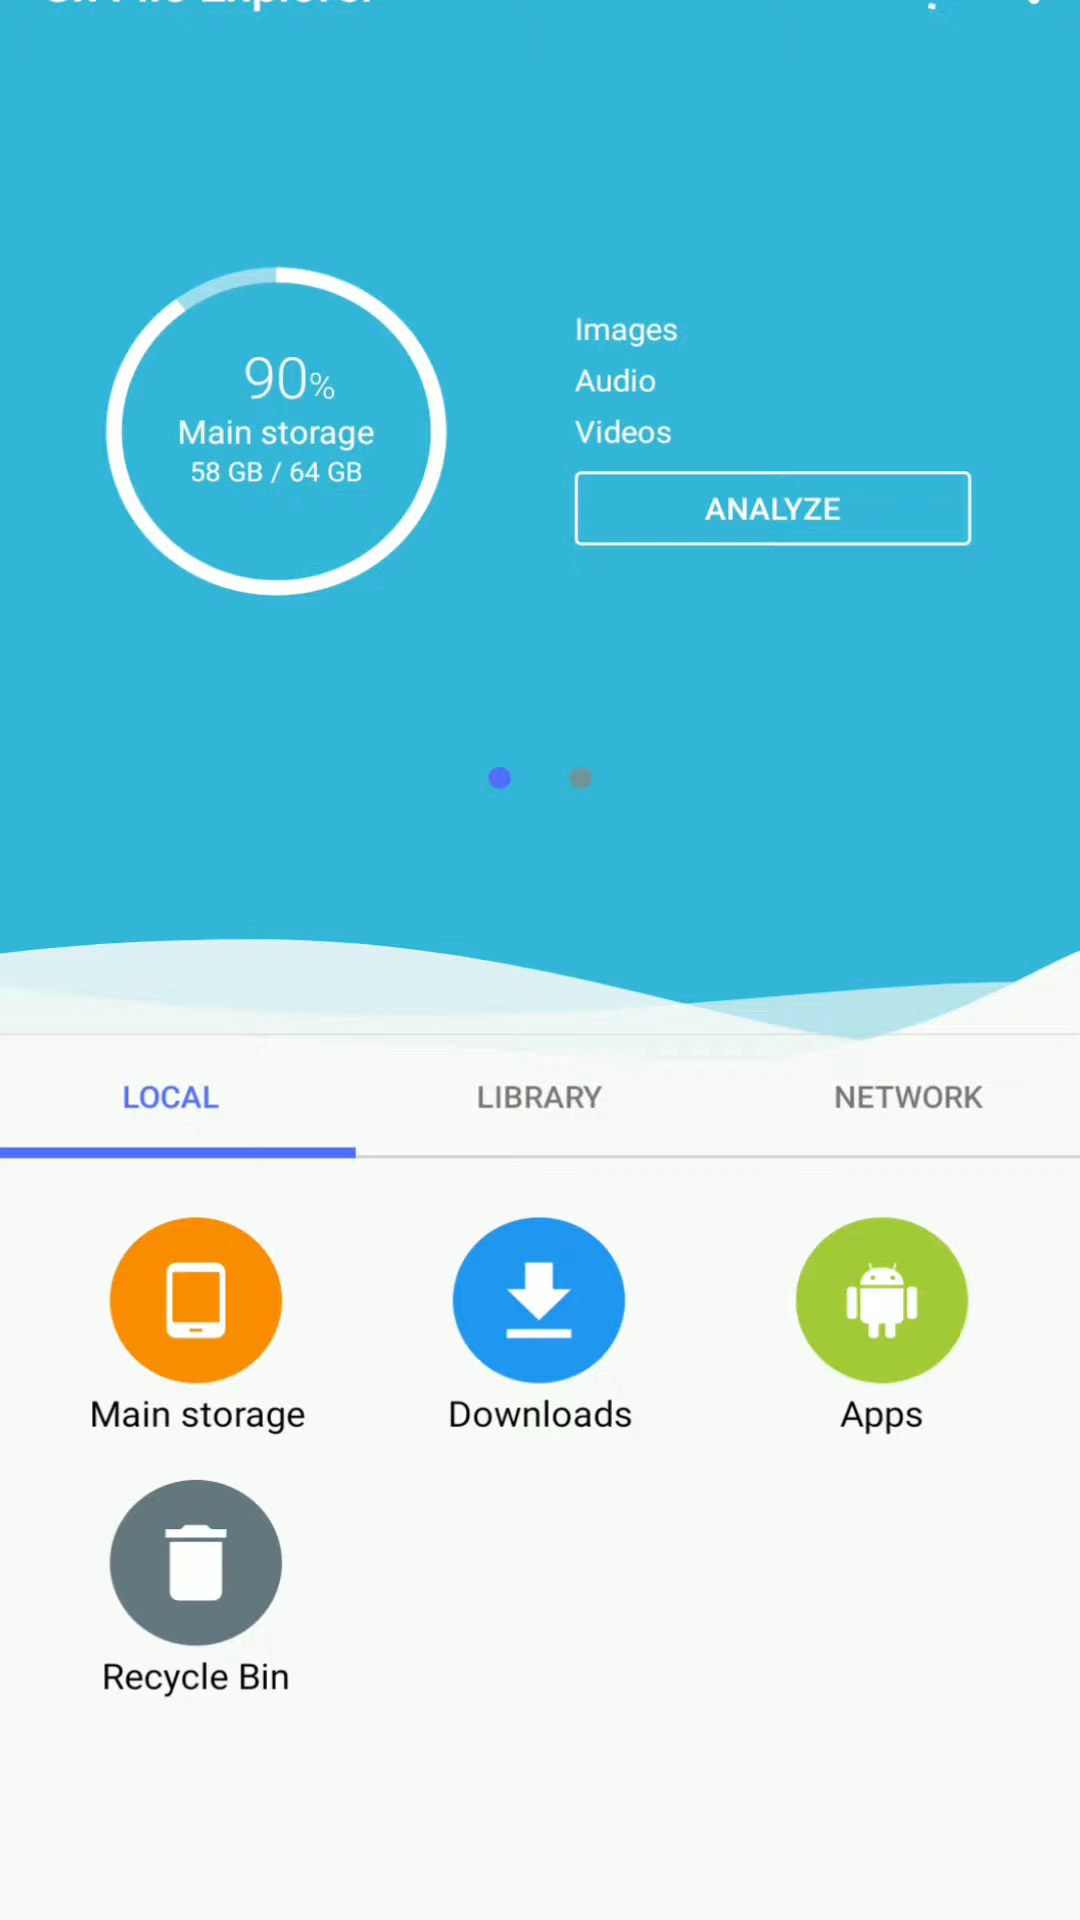 90%
Main storage
58 GB / 64 GB
Images
Audio
Videos
ANALYZE
LOCAL
LIBRARY
NETWORK
Main storage
Downloads
Apps
Recycle Bin